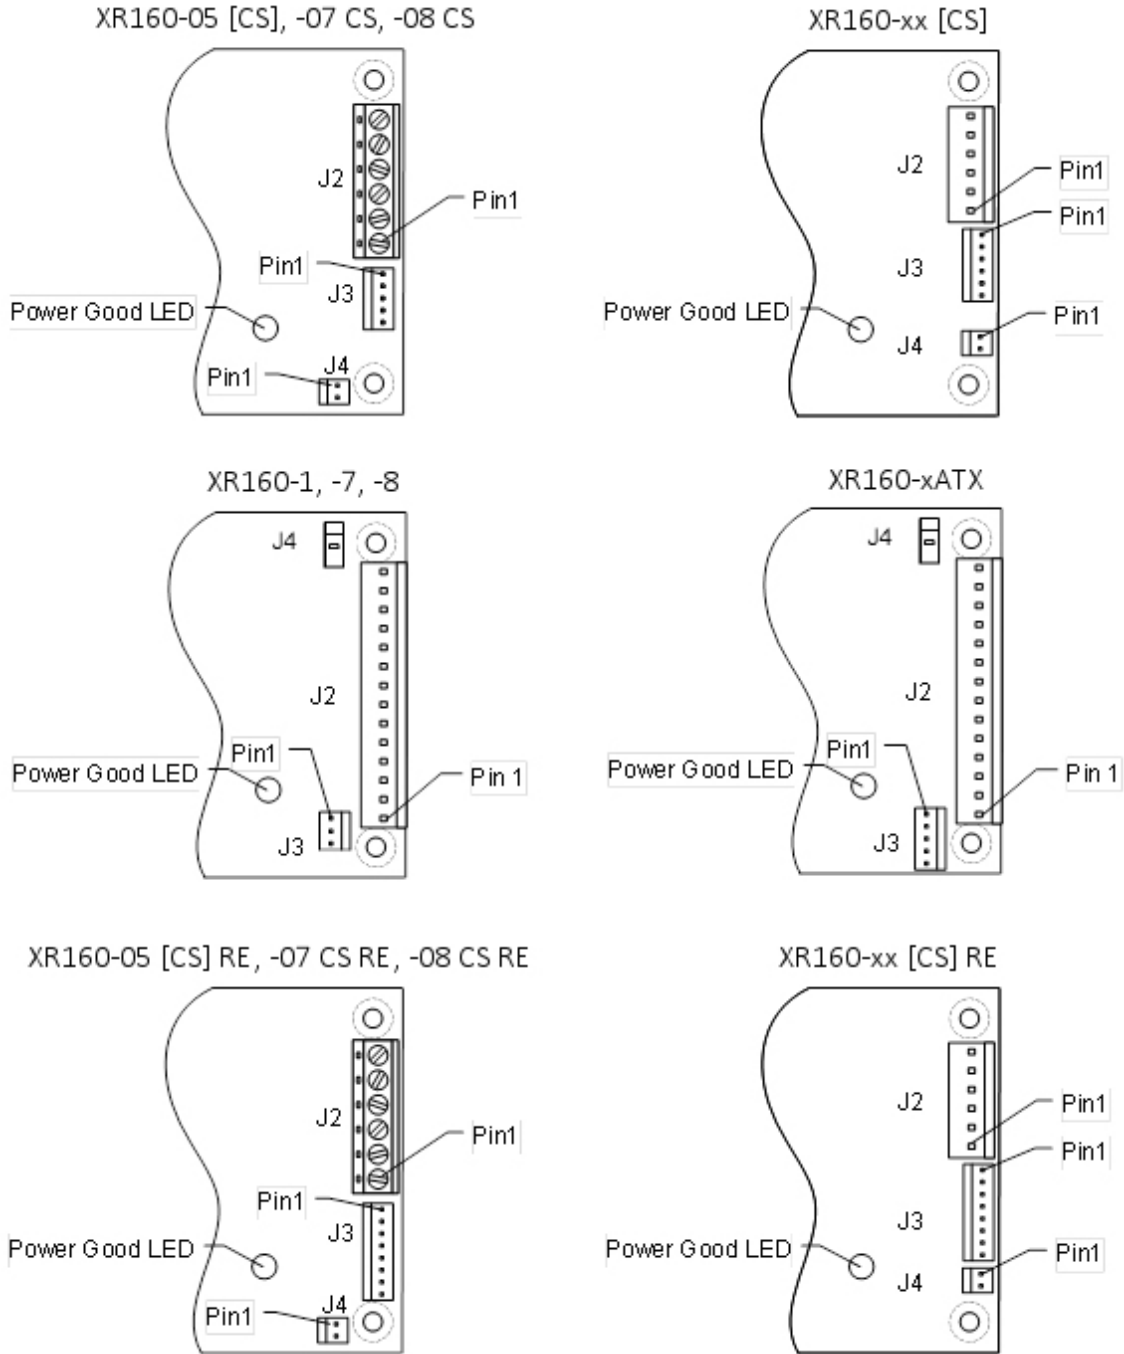 XR160-05 [CS], -07 CS, -08 CS
J2
Pin1
Pin1
J3
Power Good LED
J4
Pin1
XR160-xx [CS]
J2
Pin1
Pin1
J3
Power Good LED
Pin1
J4
XR160-1, -7, -8
J4
J2
Pin1
Power Good LED
Pin 1
J3
XR160-xATX
J4
J2
Pin1
Power Good LED
Pin 1
J3
XR160-05 [CS] RE, -07 CS RE, -08 CS RE
J2
Pin1
Pin1
J3
Power Good LED
J4
Pin1
XR160-xx [CS] RE
J2
Pin1
Pin1
J3
Power Good LED
Pin1
J4